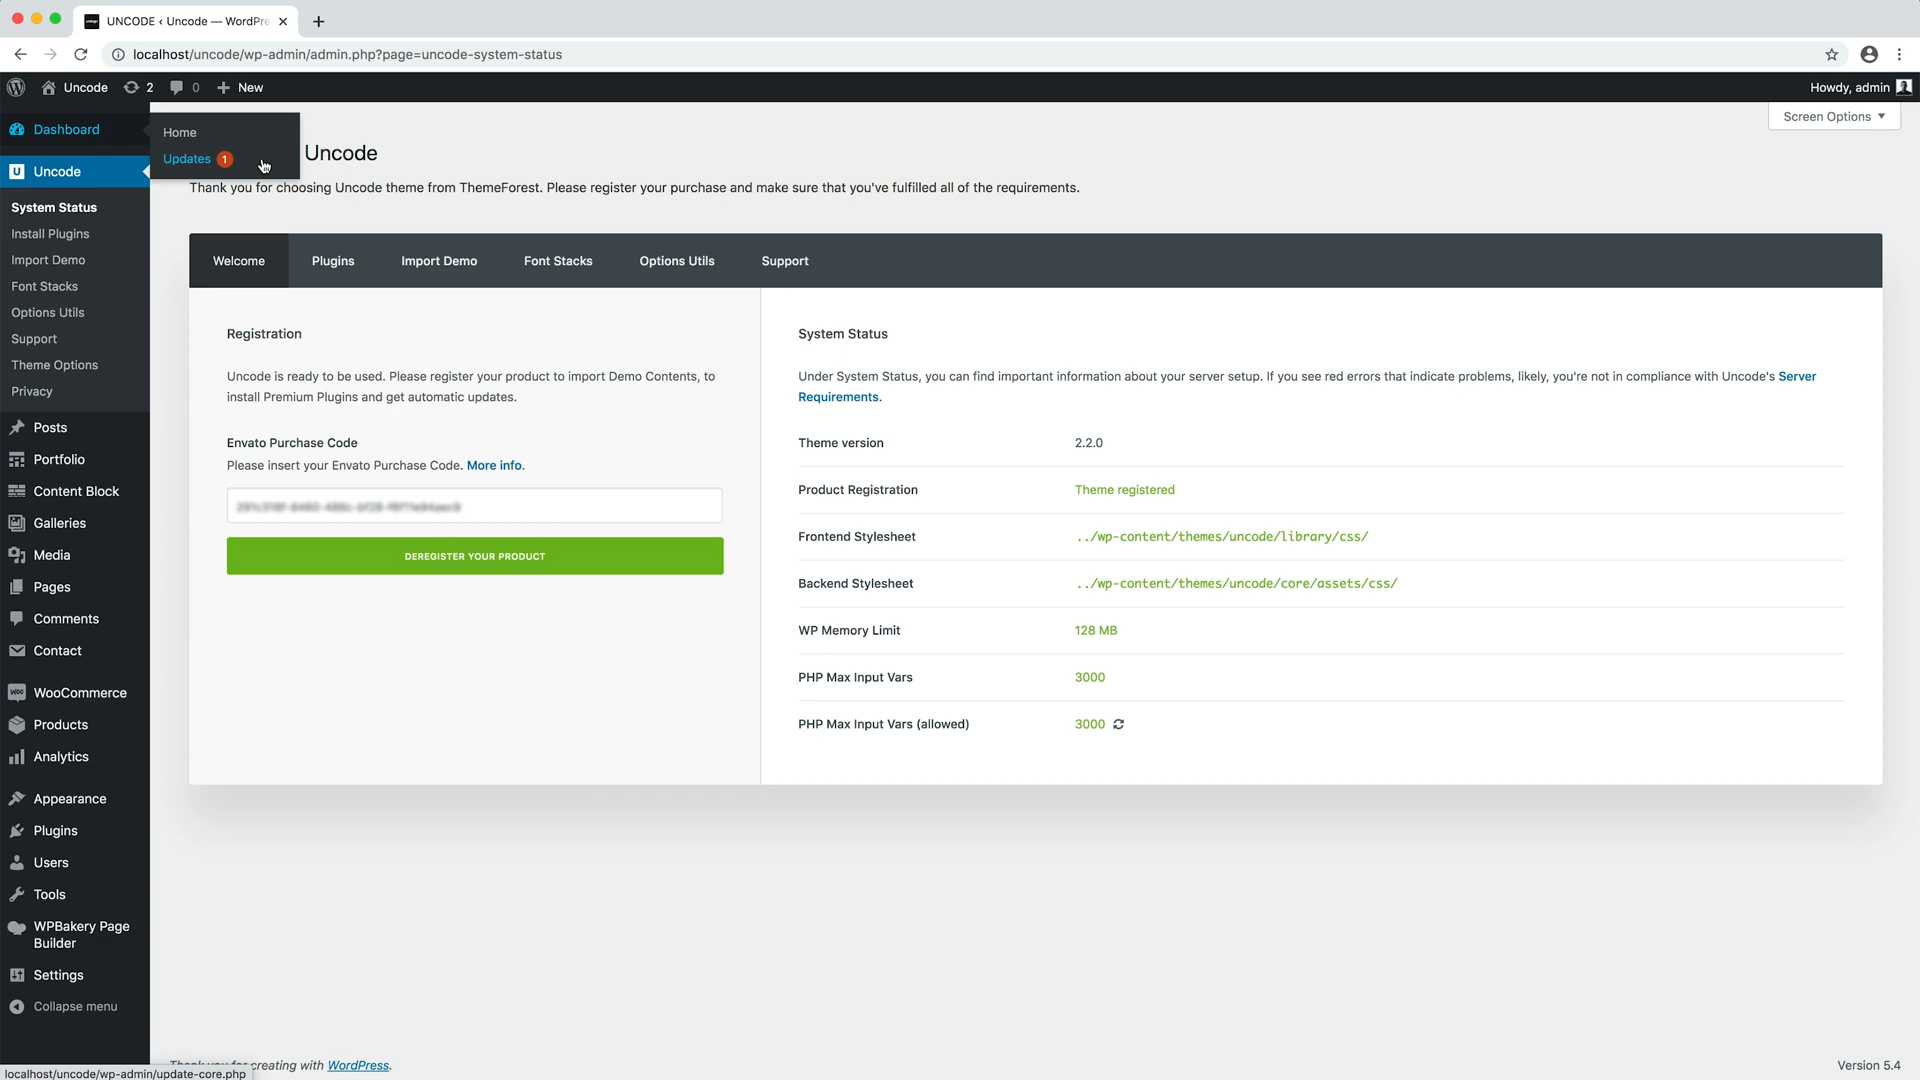 UNCODE ‹ Uncode — WordPre
localhost/uncode/wp-admin/admin.php?page=uncode-system-status
Uncode 2 0 New
Howdy, admin
Dashboard
Home
Updates 1
Screen Options
Uncode
Uncode
Thank you for choosing Uncode theme from ThemeForest. Please register your purchase and make sure that you've fulfilled all of the requirements.
System Status
Install Plugins
Import Demo
Font Stacks
Options Utils
Support
Theme Options
Privacy
Posts
Portfolio
Content Block
Galleries
Media
Pages
Comments
Contact
WooCommerce
Products
Analytics
Appearance
Plugins
Users
Tools
WPBakery Page
Builder
Settings
Collapse menu
Welcome Plugins Import Demo Font Stacks Options Utils Support
Registration
Uncode is ready to be used. Please register your product to import Demo Contents, to
install Premium Plugins and get automatic updates.
Envato Purchase Code
Please insert your Envato Purchase Code. More info.
DEREGISTER YOUR PRODUCT
System Status
Under System Status, you can find important information about your server setup. If you see red errors that indicate problems, likely, you're not in compliance with Uncode's Server
Requirements.
Theme version 2.2.0
Product Registration Theme registered
Frontend Stylesheet ../wp-content/themes/uncode/library/css/
Backend Stylesheet ../wp-content/themes/uncode/core/assets/css/
WP Memory Limit 128 MB
PHP Max Input Vars 3000
PHP Max Input Vars (allowed) 3000
Thank you for creating with WordPress.
Version 5.4
localhost/uncode/wp-admin/update-core.php